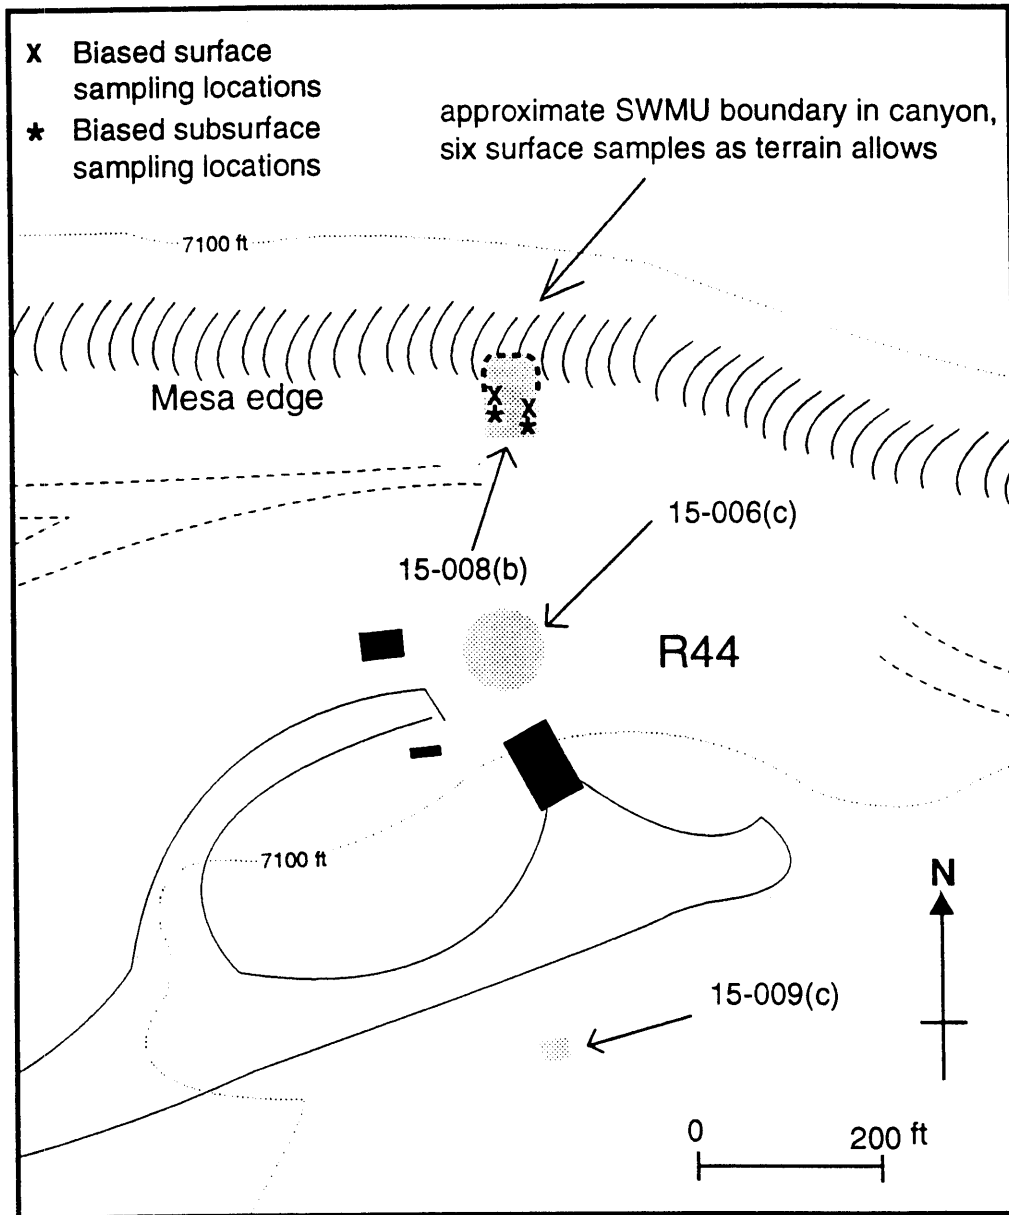 X Biased surface
sampling locations
* Biased subsurface
sampling locations
approximate SWMU boundary in canyon,
six surface samples as terrain allows
7100 ft
Mesa edge
X
X
*
*
15-006(c)
15-008(b)
R44
7100 ft
N
15-009(c)
0
200 ft